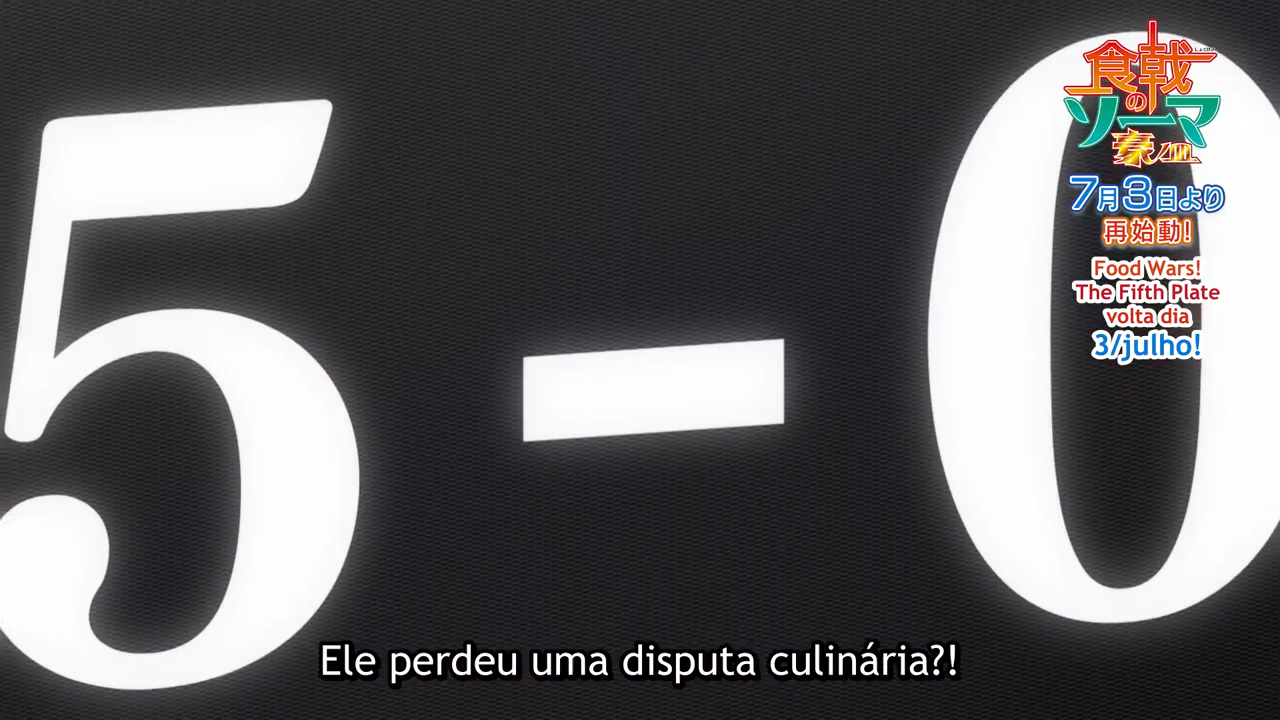 5 - 0
食戟の
ソーマ
豪ノ皿
7月3日より
再始動!
Food Wars!
The Fifth Plate
volta dia
3/julho!
Ele perdeu uma disputa culinária?!